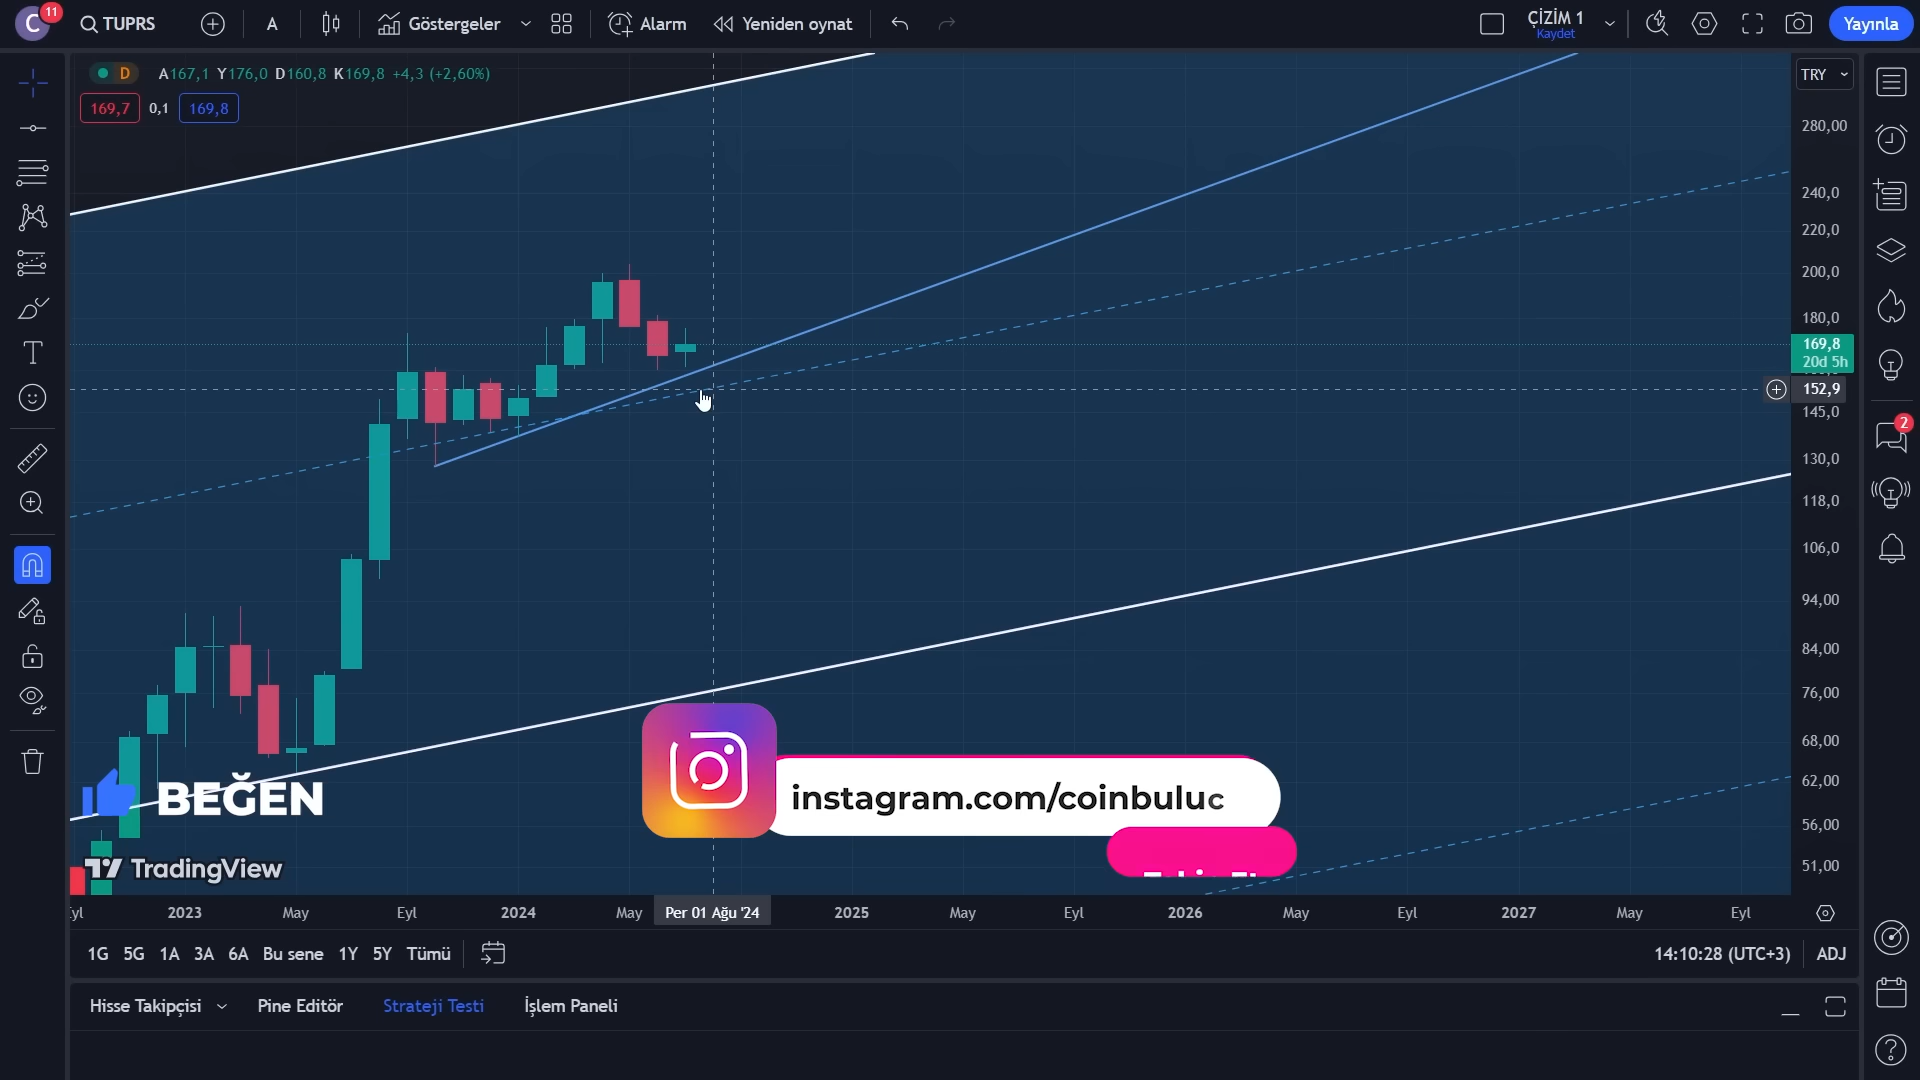 C 11 TUPRS A Göstergeler Alarm Yeniden oynat ÇİZİM 1 Kaydet Yayınla
D A167,1 Y176,0 D160,8 K169,8 +4,3 (+2,60%)
TRY
169,7 0,1 169,8
280,00
240,0
220,0
200,0
180,0
169,8
20d 5h
152,9
145,0
2
130,0
118,0
106,0
94,00
84,00
76,00
68,00
62,00
56,00
51,00
BEĞEN
instagram.com/coinbuluc
TradingView
2023 May Eyl 2024 May Per 01 Ağu '24 2025 May Eyl 2026 May Eyl 2027 May Eyl
1G 5G 1A 3A 6A Bu sene 1Y 5Y Tümü 14:10:28 (UTC+3) ADJ
Hisse Takipçisi Pine Editör Strateji Testi İşlem Paneli